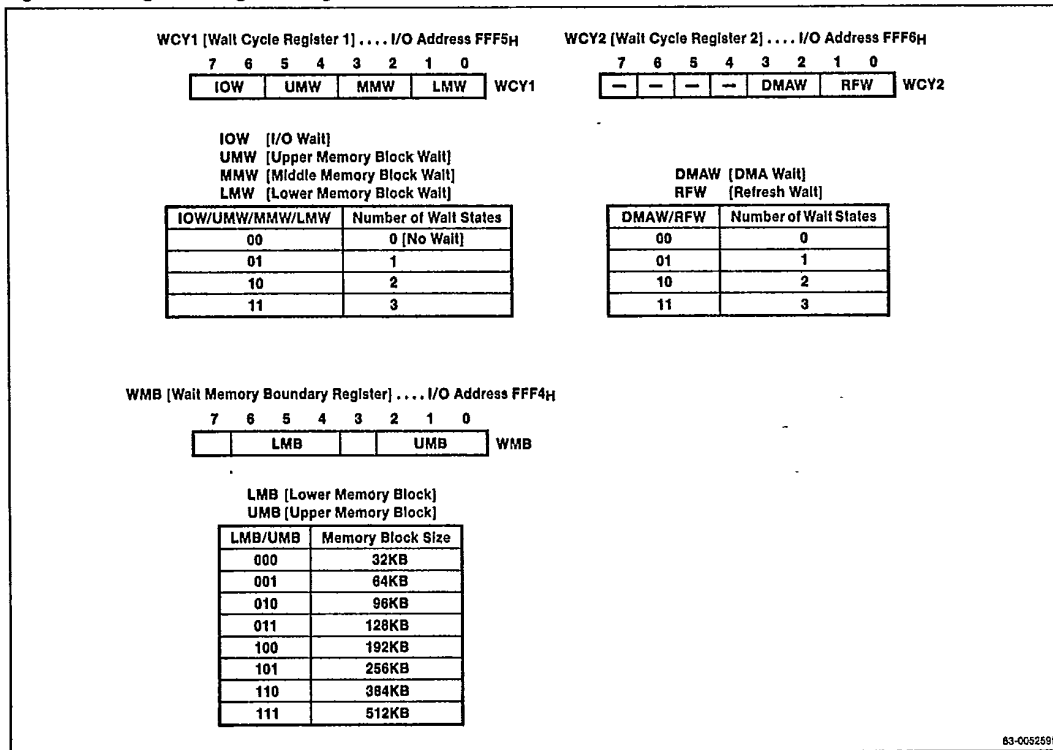 WCY1 [Wait Cycle Register 1] .... I/O Address FFF5H
7 6 5 4 3 2 1 0
IOW UMW MMW LMW WCY1
IOW [I/O Wait]
UMW [Upper Memory Block Wait]
MMW [Middle Memory Block Wait]
LMW [Lower Memory Block Wait]
IOW/UMW/MMW/LMW Number of Wait States
00 0 [No Wait]
01 1
10 2
11 3
WCY2 [Wait Cycle Register 2] .... I/O Address FFF6H
7 6 5 4 3 2 1 0
— — — — DMAW RFW WCY2
DMAW [DMA Wait]
RFW [Refresh Wait]
DMAW/RFW Number of Wait States
00 0
01 1
10 2
11 3
WMB [Wait Memory Boundary Register] .... I/O Address FFF4H
7 6 5 4 3 2 1 0
LMB UMB WMB
LMB [Lower Memory Block]
UMB [Upper Memory Block]
LMB/UMB Memory Block Size
000 32KB
001 64KB
010 96KB
011 128KB
100 192KB
101 256KB
110 384KB
111 512KB